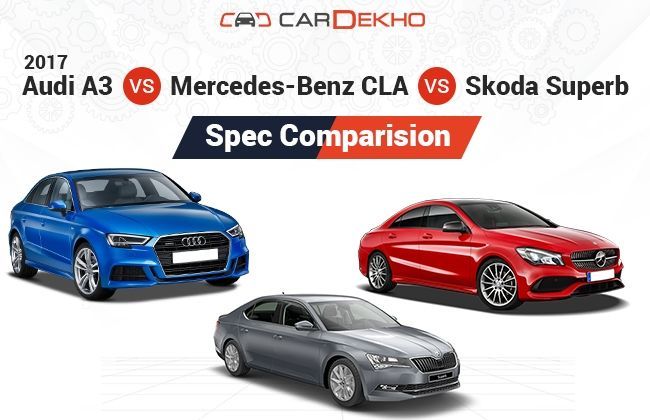 CARDEKHO
2017
Audi A3 VS Mercedes-Benz CLA VS Skoda Superb
Spec Comparision